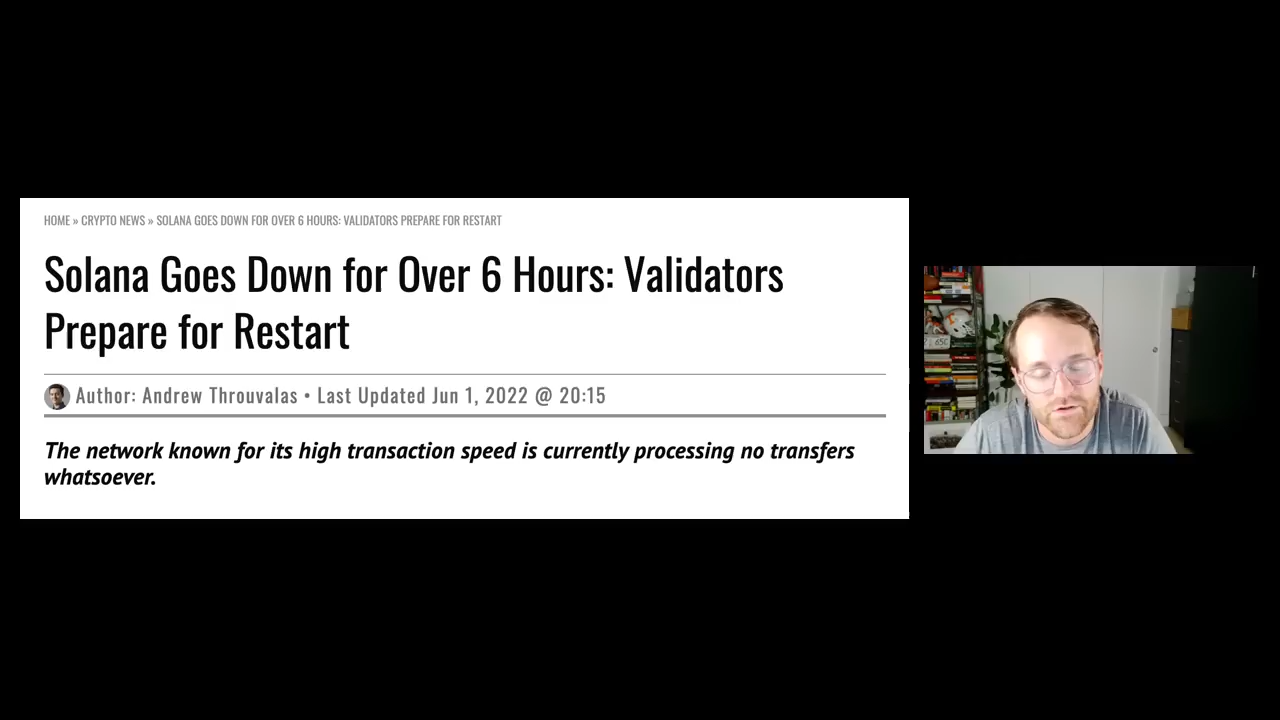 HOME » CRYPTO NEWS » SOLANA GOES DOWN FOR OVER 6 HOURS: VALIDATORS PREPARE FOR RESTART
Solana Goes Down for Over 6 Hours: Validators
Prepare for Restart
Author: Andrew Throuvalas • Last Updated Jun 1, 2022 @ 20:15
The network known for its high transaction speed is currently processing no transfers
whatsoever.